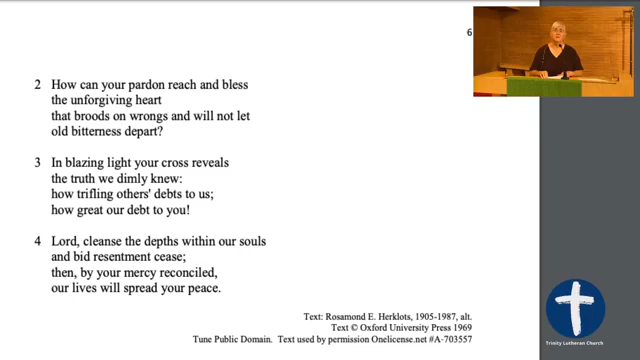 6
2 How can your pardon reach and bless
the unforgiving heart
that broods on wrongs and will not let
old bitterness depart?
3 In blazing light your cross reveals
the truth we dimly knew:
how trifling others' debts to us;
how great our debt to you!
4 Lord, cleanse the depths within our souls
and bid resentment cease;
then, by your mercy reconciled,
our lives will spread your peace.
Text: Rosamond E. Herklots, 1905-1987, alt.
Text © Oxford University Press 1969
Tune Public Domain. Text used by permission Onelicense.net #A-703557
Trinity Lutheran Church